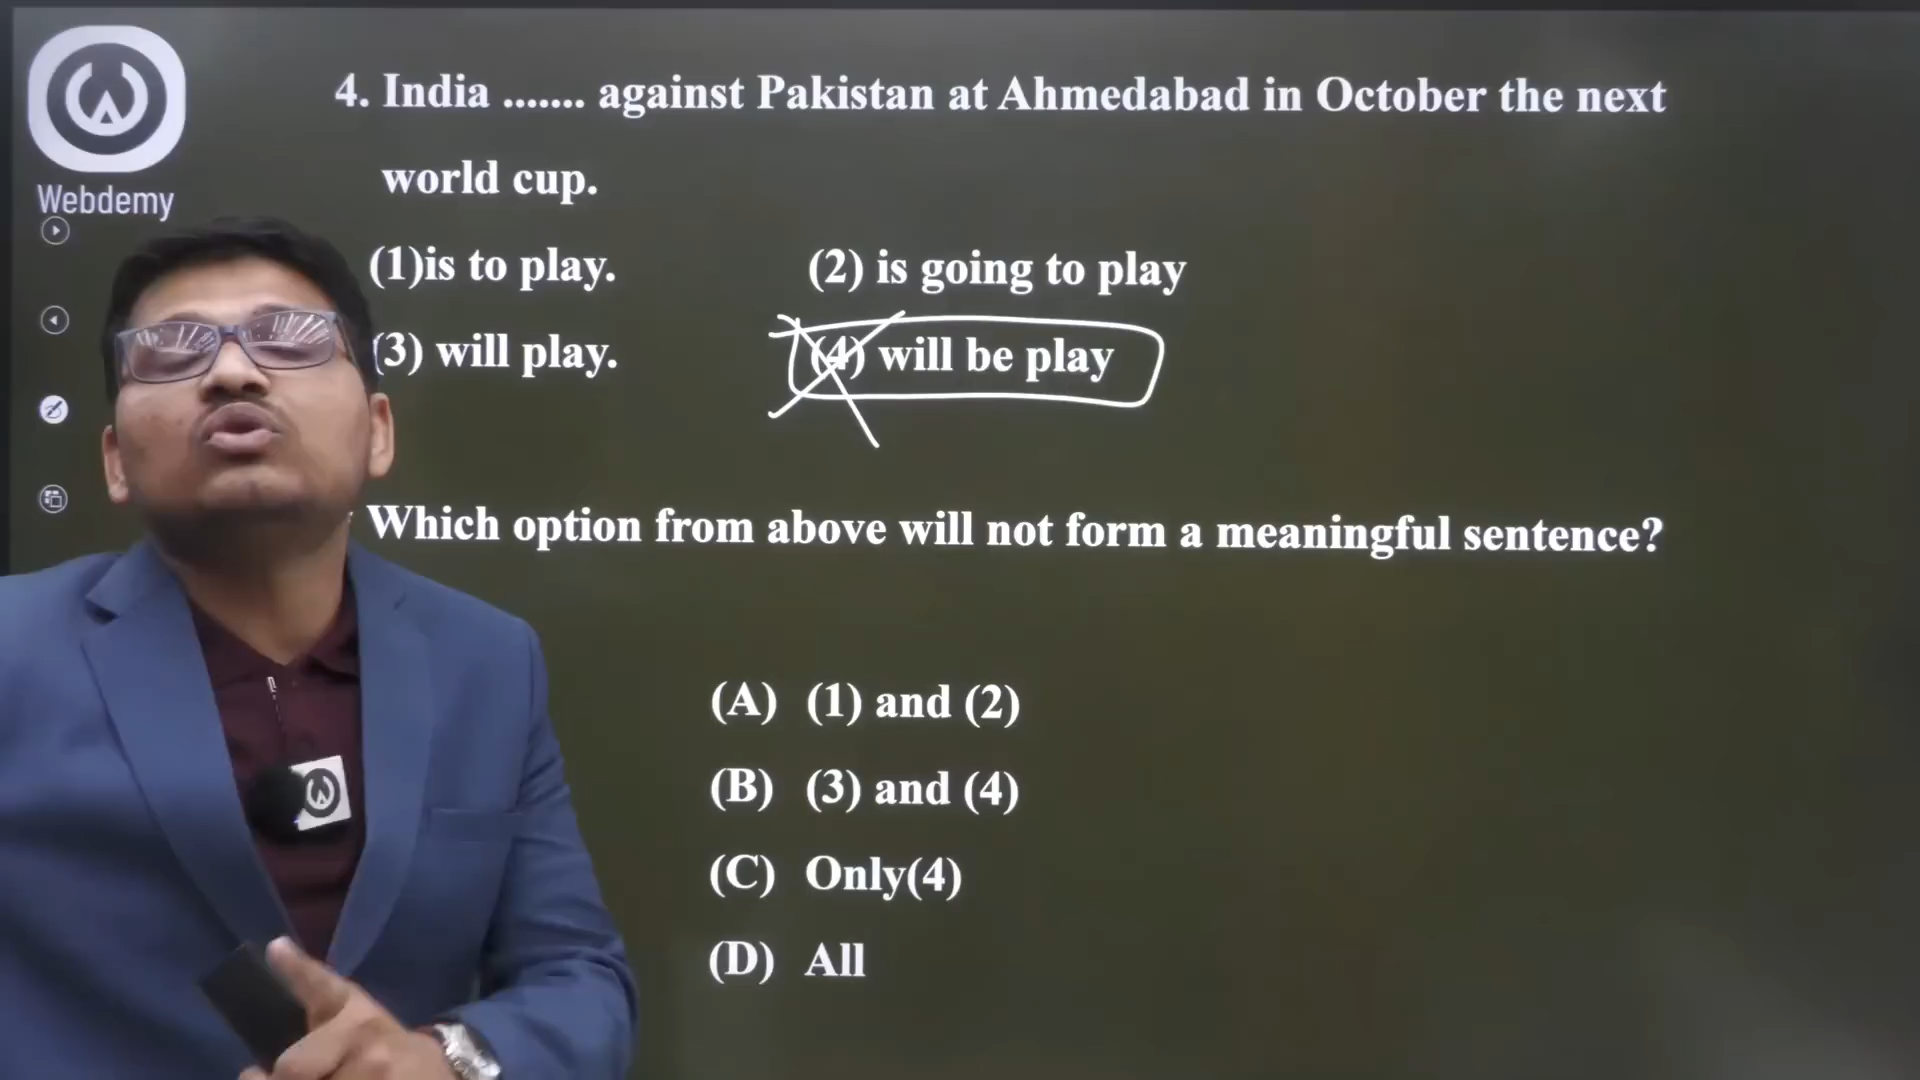 Webdemy
4. India ....... against Pakistan at Ahmedabad in October the next
world cup.
(1)is to play.
(2) is going to play
(3) will play.
(4) will be play
Which option from above will not form a meaningful sentence?
(A) (1) and (2)
(B) (3) and (4)
(C) Only(4)
(D) All